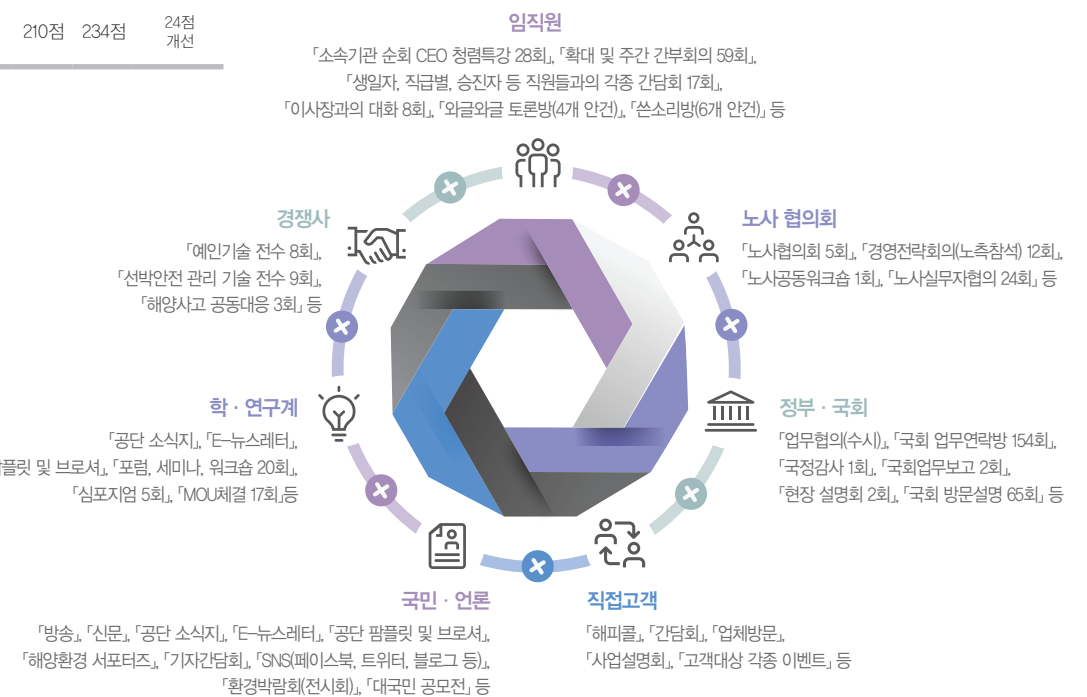 210점 234점 24점
개선
임직원
「소속기관 순회 CEO 청렴특강 28회」, 「확대 및 주간 간부회의 59회」,
「생일자, 직급별, 승진자 등 직원들과의 각종 간담회 17회」,
「이사장과의 대화 8회」, 「와글와글 토론방(4개 안건)」, 「쓴소리방(6개 안건)」 등
경쟁사
「예인기술 전수 8회」,
「선박안전 관리 기술 전수 9회」,
「해양사고 공동대응 3회」 등
노사 협의회
「노사협의회 5회」, 「경영전략회의(노측참석) 12회」,
「노사공동워크숍 1회」, 「노사실무자협의 24회」 등
학 · 연구계
「공단 소식지」, 「E-뉴스레터」,
플릿 및 브로셔」, 「포럼, 세미나, 워크숍 20회」,
「심포지엄 5회」, 「MOU체결 17회」등
정부 · 국회
「업무협의(수시)」, 「국회 업무연락방 154회」,
「국정감사 1회」, 「국회업무보고 2회」,
「현장 설명회 2회」, 「국회 방문설명 65회」 등
국민 · 언론
「방송」, 「신문」, 「공단 소식지」, 「E-뉴스레터」, 「공단 팜플릿 및 브로셔」,
「해양환경 서포터즈」, 「기자간담회」, 「SNS(페이스북, 트위터, 블로그 등)」,
「환경박람회(전시회)」, 「대국민 공모전」 등
직접고객
「해피콜」, 「간담회」, 「업체방문」,
「사업설명회」, 「고객대상 각종 이벤트」 등